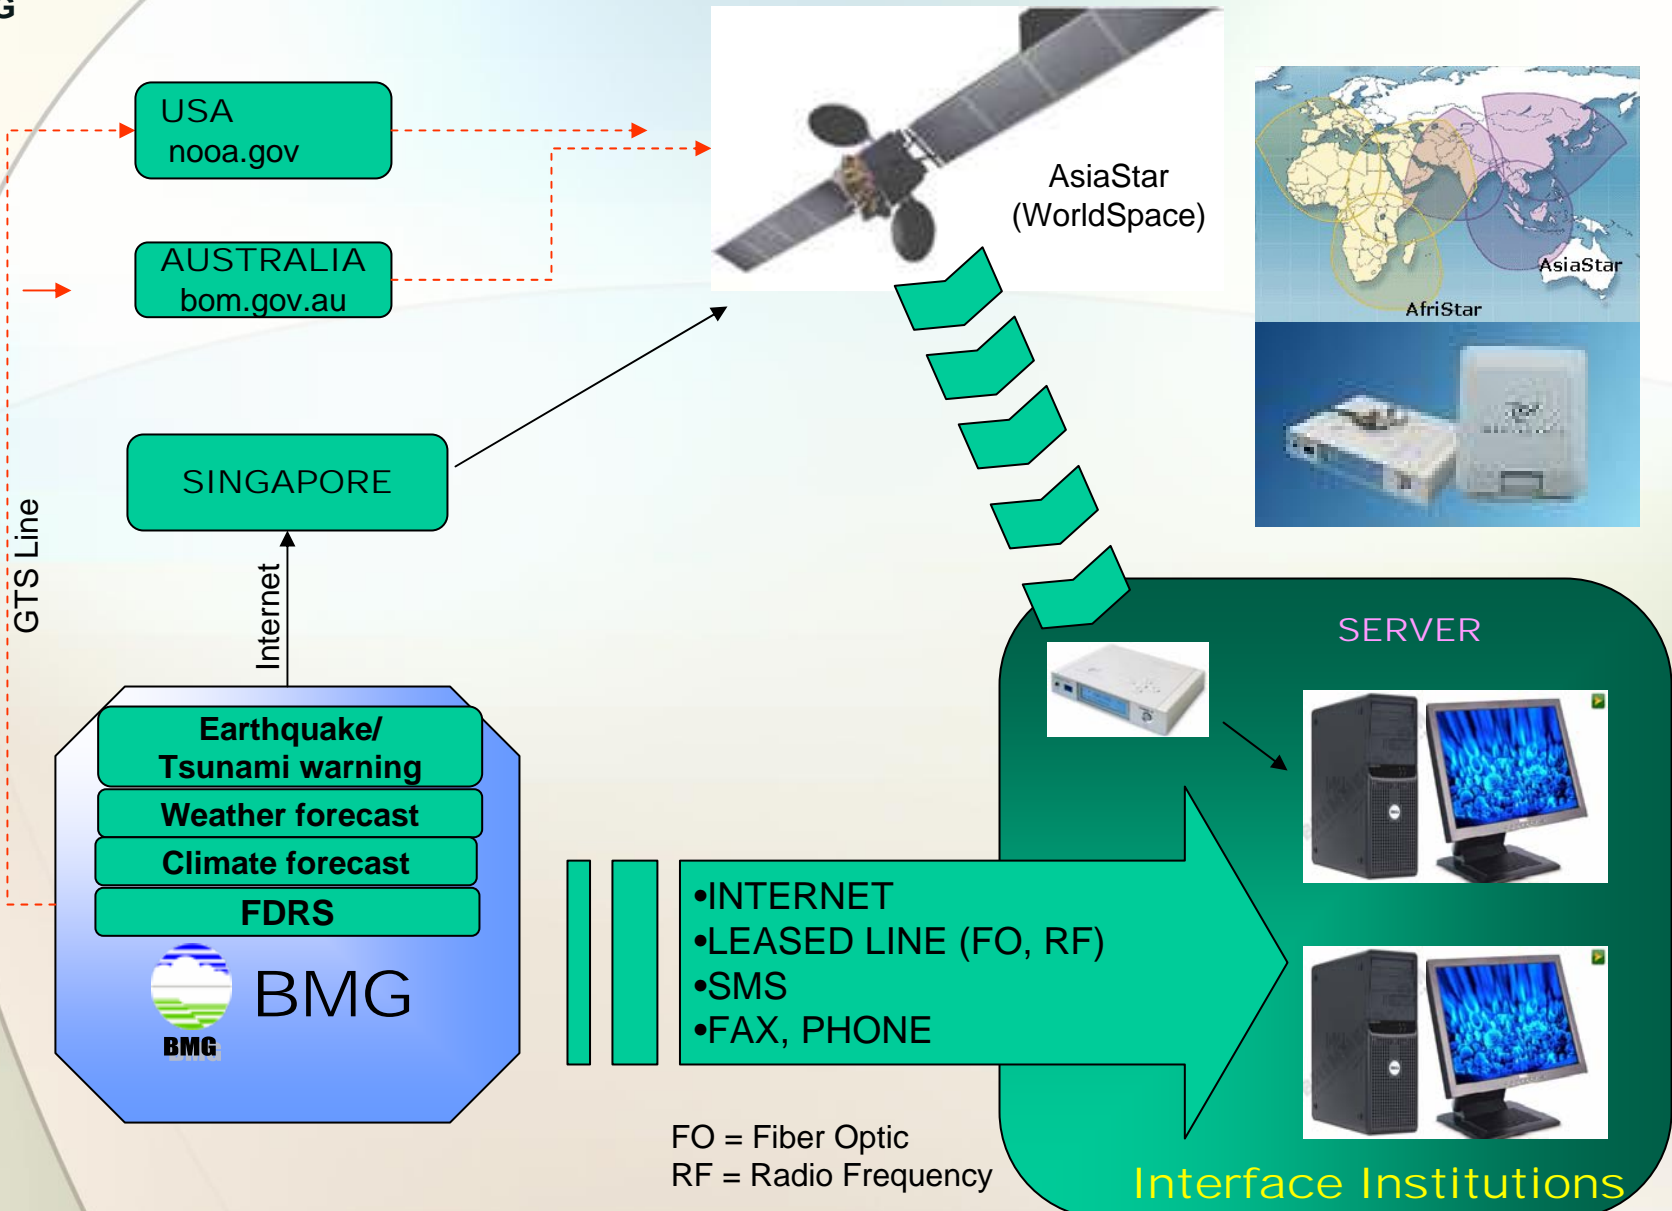 G
USA
nooa.gov
AUSTRALIA
bom.gov.au
AsiaStar
(WorldSpace)
AsiaStar
AfriStar
SINGAPORE
GTS Line
Internet
Earthquake/
Tsunami warning
Weather forecast
Climate forecast
FDRS
BMG
BMG
•INTERNET
•LEASED LINE (FO, RF)
•SMS
•FAX, PHONE
FO = Fiber Optic
RF = Radio Frequency
SERVER
Interface Institutions